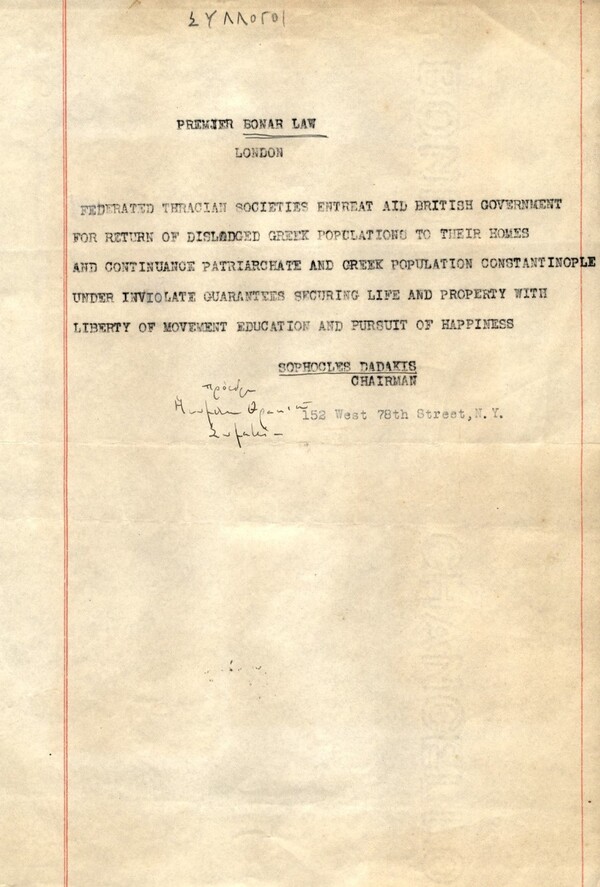 ΣΥΛΛΟΓΟΙ
PREMIER BONAR LAW
LONDON
FEDERATED THRACIAN SOCIETIES ENTREAT AID BRITISH GOVERNMENT
FOR RETURN OF DISLODGED GREEK POPULATIONS TO THEIR HOMES
AND CONTINUANCE PATRIARCHATE AND GREEK POPULATION CONSTANTINOPLE
UNDER INVIOLATE GUARANTEES SECURING LIFE AND PROPERTY WITH
LIBERTY OF MOVEMENT EDUCATION AND PURSUIT OF HAPPINESS
SOPHOCLES DADAKIS
CHAIRMAN
152 West 78th Street, N.Y.